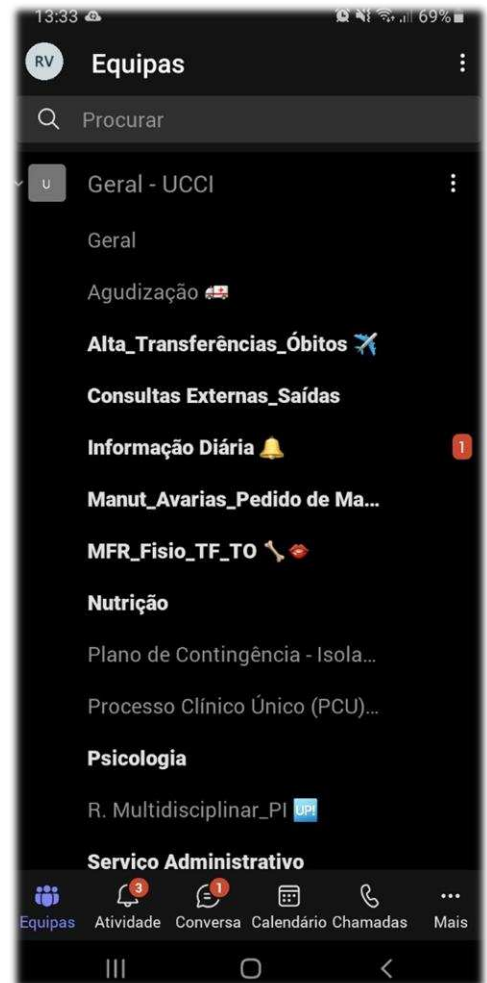 13:33 69%
RV Equipas
Procurar
U Geral - UCCI
Geral
Agudização 🚑
Alta_Transferências_Óbitos ✈️
Consultas Externas_Saídas
Informação Diária 🔔 1
Manut_Avarias_Pedido de Ma...
MFR_Fisio_TF_TO 🦴💋
Nutrição
Plano de Contingência - Isola...
Processo Clínico Único (PCU)...
Psicologia
R. Multidisciplinar_PI 🆙
Serviço Administrativo
3 1
Equipas Atividade Conversa Calendário Chamadas Mais